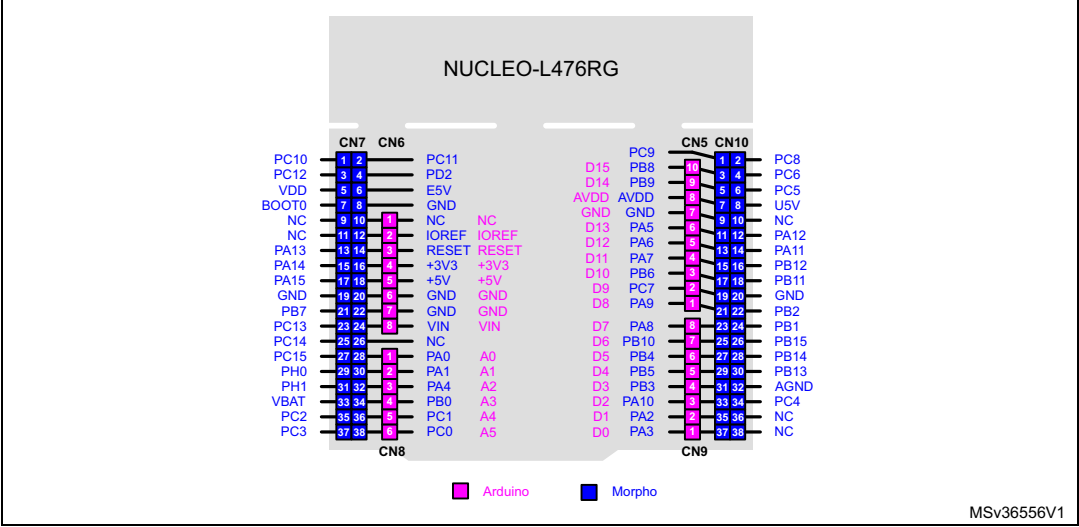 NUCLEO-L476RG
CN7 CN6 CN5 CN10
PC9
PC10 1 2 PC11 1 2 PC8
D15 PB8 10
PC12 3 4 PD2 3 4 PC6
D14 PB9 9
VDD 5 6 E5V 5 6 PC5
AVDD AVDD 8
BOOT0 7 8 GND 7 8 U5V
GND GND 7
NC 9 10 1 NC NC 9 10 NC
D13 PA5 6
NC 11 12 2 IOREF IOREF 11 12 PA12
D12 PA6 5
PA13 13 14 3 RESET RESET 13 14 PA11
D11 PA7 4
PA14 15 16 4 +3V3 +3V3 15 16 PB12
D10 PB6 3
PA15 17 18 5 +5V +5V 17 18 PB11
D9 PC7 2
GND 19 20 6 GND GND 19 20 GND
D8 PA9 1
PB7 21 22 7 GND GND 21 22 PB2
PC13 23 24 8 VIN VIN D7 PA8 8 23 24 PB1
PC14 25 26 NC D6 PB10 7 25 26 PB15
PC15 27 28 1 PA0 A0 D5 PB4 6 27 28 PB14
PH0 29 30 2 PA1 A1 D4 PB5 5 29 30 PB13
PH1 31 32 3 PA4 A2 D3 PB3 4 31 32 AGND
VBAT 33 34 4 PB0 A3 D2 PA10 3 33 34 PC4
PC2 35 36 5 PC1 A4 D1 PA2 2 35 36 NC
PC3 37 38 6 PC0 A5 D0 PA3 1 37 38 NC
CN8 CN9
Arduino Morpho
MSv36556V1